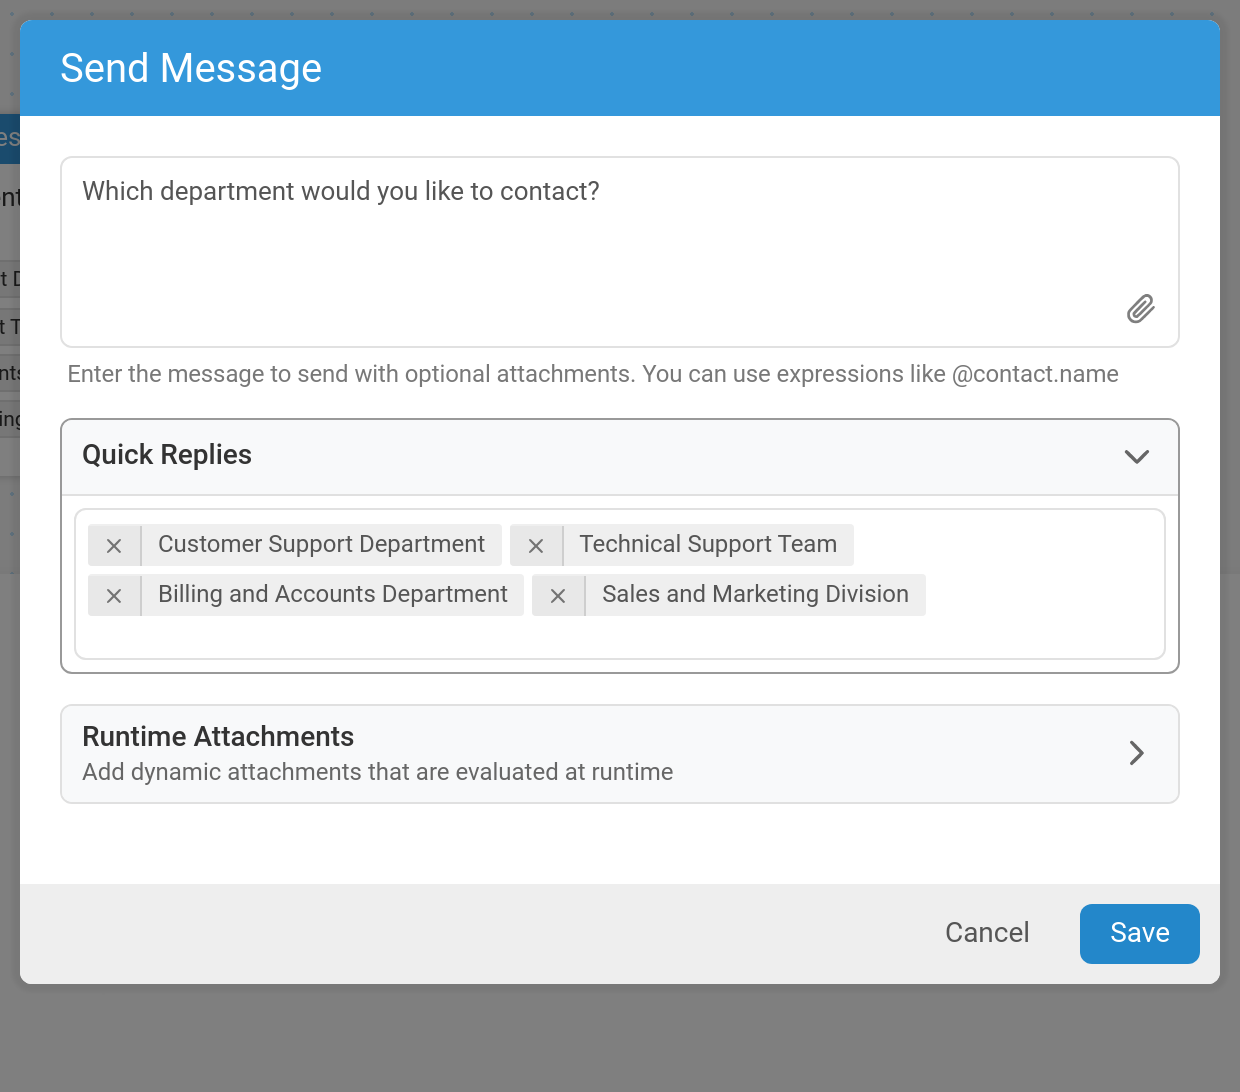 Send Message
Which department would you like to contact?
Enter the message to send with optional attachments. You can use expressions like @contact.name
Quick Replies
Customer Support Department
Technical Support Team
Billing and Accounts Department
Sales and Marketing Division
Runtime Attachments
Add dynamic attachments that are evaluated at runtime
Cancel
Save